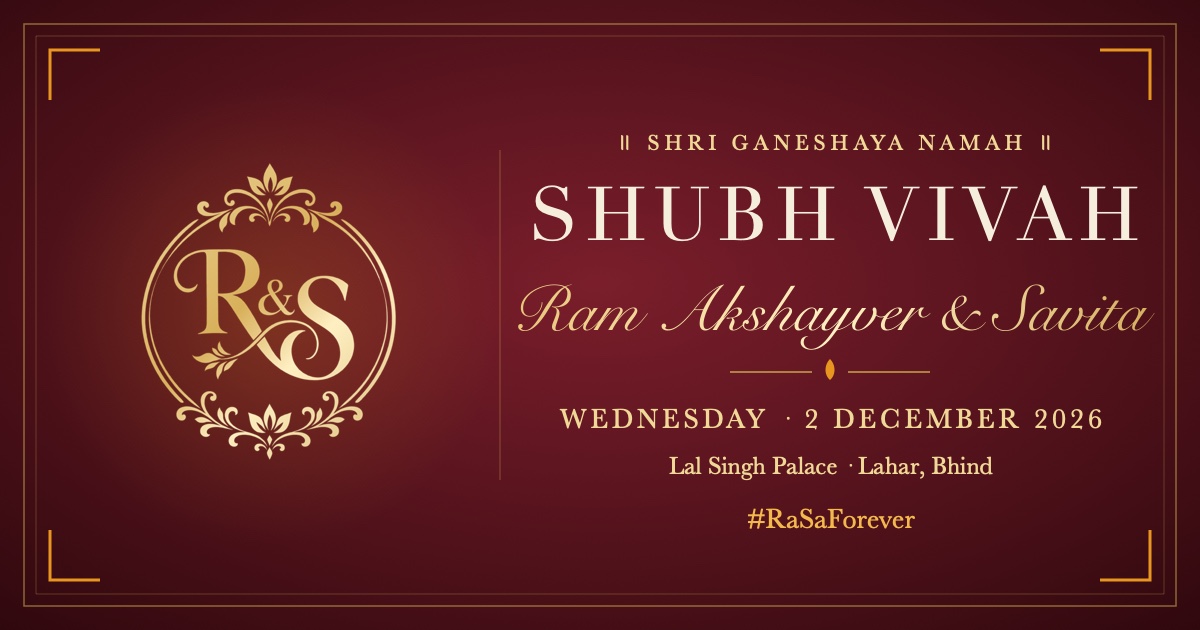 R&S
॥ SHRI GANESHAYA NAMAH ॥
SHUBH VIVAH
Ram Akshayver & Savita
WEDNESDAY · 2 DECEMBER 2026
Lal Singh Palace · Lahar, Bhind
#RaSaForever